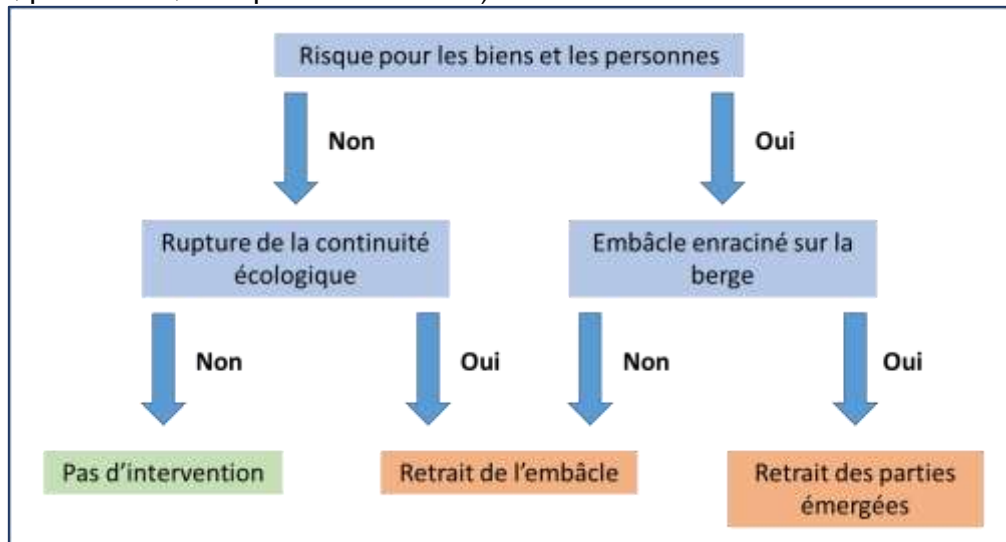 Risque pour les biens et les personnes
Non
Oui
Rupture de la continuité
écologique
Embâcle enraciné sur la
berge
Non
Oui
Non
Oui
Pas d'intervention
Retrait de l'embâcle
Retrait des parties
émergées